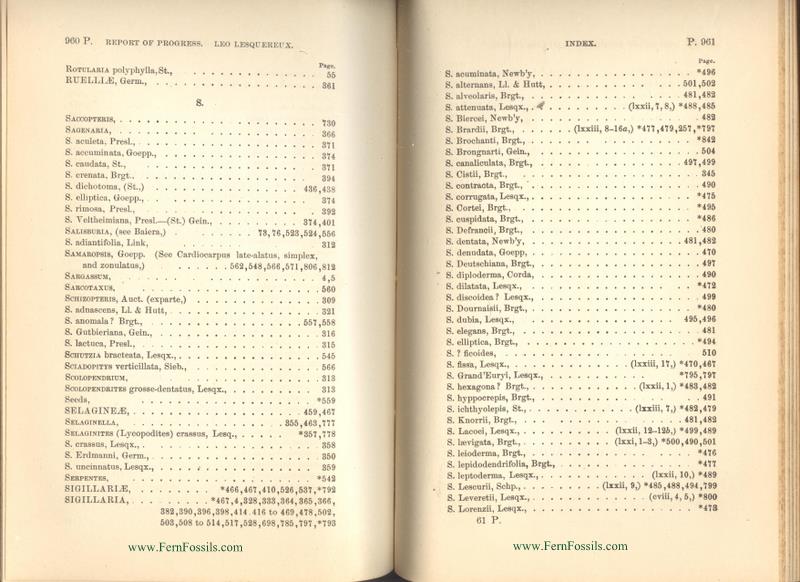 960 P. REPORT OF PROGRESS. LEO LESQUEREUX.
Page.
ROTULARIA polyphylla, St., 55
RUELLIÆ, Germ., 361
S.
SACCOPTERIS, 730
SAGENARIA, 366
S. acuieta, Presl., 371
S. accuminata, Goepp., 374
S. caudata, St., 371
S. crenata, Brgt., 394
S. dichotoma, (St.,) 436,438
S. elliptica, Goepp., 374
S. rimosa, Presl., 392
S. Veltheimiana, Presl.—(St.) Gein., 374,401
SALISBURIA, (see Baiera,) 73,76,523,524,556
S. adiantifolia, Link, 312
SAMAROPSIS, Goepp. (See Cardiocarpus late-alatus, simplex,
and zonulatus,) 562,548,566,571,806,812
SARGASSUM, 4,5
SARCOTAXUS, 560
SCHIZOPTERIS, Auct. (exparte,) 309
S. adnascens, Ll. & Hutt, 321
S. anomala? Brgt., 557,558
S. Gutbieriana, Gein., 316
S. lactuca, Presl., 315
SCHUTZIA bracteata, Lesqx., 545
SCIADOPITYS verticillata, Sieb., 566
SCOLOPENDRIUM, 313
SCOLOPENDRITES grosse-dentatus, Lesqx., 313
Seeds, *559
SELAGINEÆ, 459,467
SELAGINELLA, 355,463,777
SELAGINITES (Lycopodites) crassus, Lesq., *357,778
S. crassus, Lesqx., 358
S. Erdmanni, Germ., 350
S. uncinnatus, Lesqx., 359
SERPENTES, *542
SIGILLARIÆ, *466,467,410,526,537,*792
SIGILLARIA, *467,4,328,333,364,365,366,
382,390,396,398,414,416 to 469,478,502,
503,508 to 514,517,528,698,785,797,*793
www.FernFossils.com
INDEX. P. 961
Page.
S. acuminata, Newb'y, *496
S. alternans, Ll. & Hutt, 501,502
S. alveolaris, Brgt., 481,482
S. attenuata, Lesqx., (lxxii,7,8,) *488,485
S. Biercei, Newb'y, 482
S. Brardii, Brgt., (lxxiii, 8-16a,) *477,479,257,*797
S. Brochanti, Brgt., *842
S. Brongnarti, Gein., 504
S. canaliculata, Brgt., 497,499
S. Cistii, Brgt., 345
S. contracta, Brgt., 490
S. corrugata, Lesqx., *475
S. Cortei, Brgt., *495
S. cuspidata, Brgt., *486
S. Defrancii, Brgt., 480
S. dentata, Newb'y, 481,482
S. denudata, Goepp, 470
S. Deutschiana, Brgt., 497
S. diploderma, Corda, 490
S. dilatata, Lesqx., *472
S. discoidea? Lesqx., 499
S. Dournaisii, Brgt., *480
S. dubia, Lesqx., 495,496
S. elegans, Brgt., 481
S. elliptica, Brgt., *494
S. ? ficoides, 510
S. fissa, Lesqx., (lxxiii, 17,) *470,467
S. Grand'Euryi, Lesqx., *795,797
S. hexagona? Brgt., (lxxii, 1,) *483,482
S. hyppocrepis, Brgt., 491
S. ichthyolepis, St., (lxxiii, 7,) *482,479
S. Knorrii, Brgt., 481,482
S. Lacoei, Lesqx., (lxxii, 12-12b,) *499,489
S. lævigata, Brgt., (lxxi, 1-3,) *500,490,501
S. leioderma, Brgt., *476
S. lepidodendrifolia, Brgt., *477
S. leptoderma, Lesqx., (lxxii, 10,) *489
S. Lescurii, Schp., (lxxii, 9,) *485,488,494,799
S. Leveretii, Lesqx., (cviii, 4, 5,) *800
S. Lorenzii, Lesqx., *473
61 P.
www.FernFossils.com